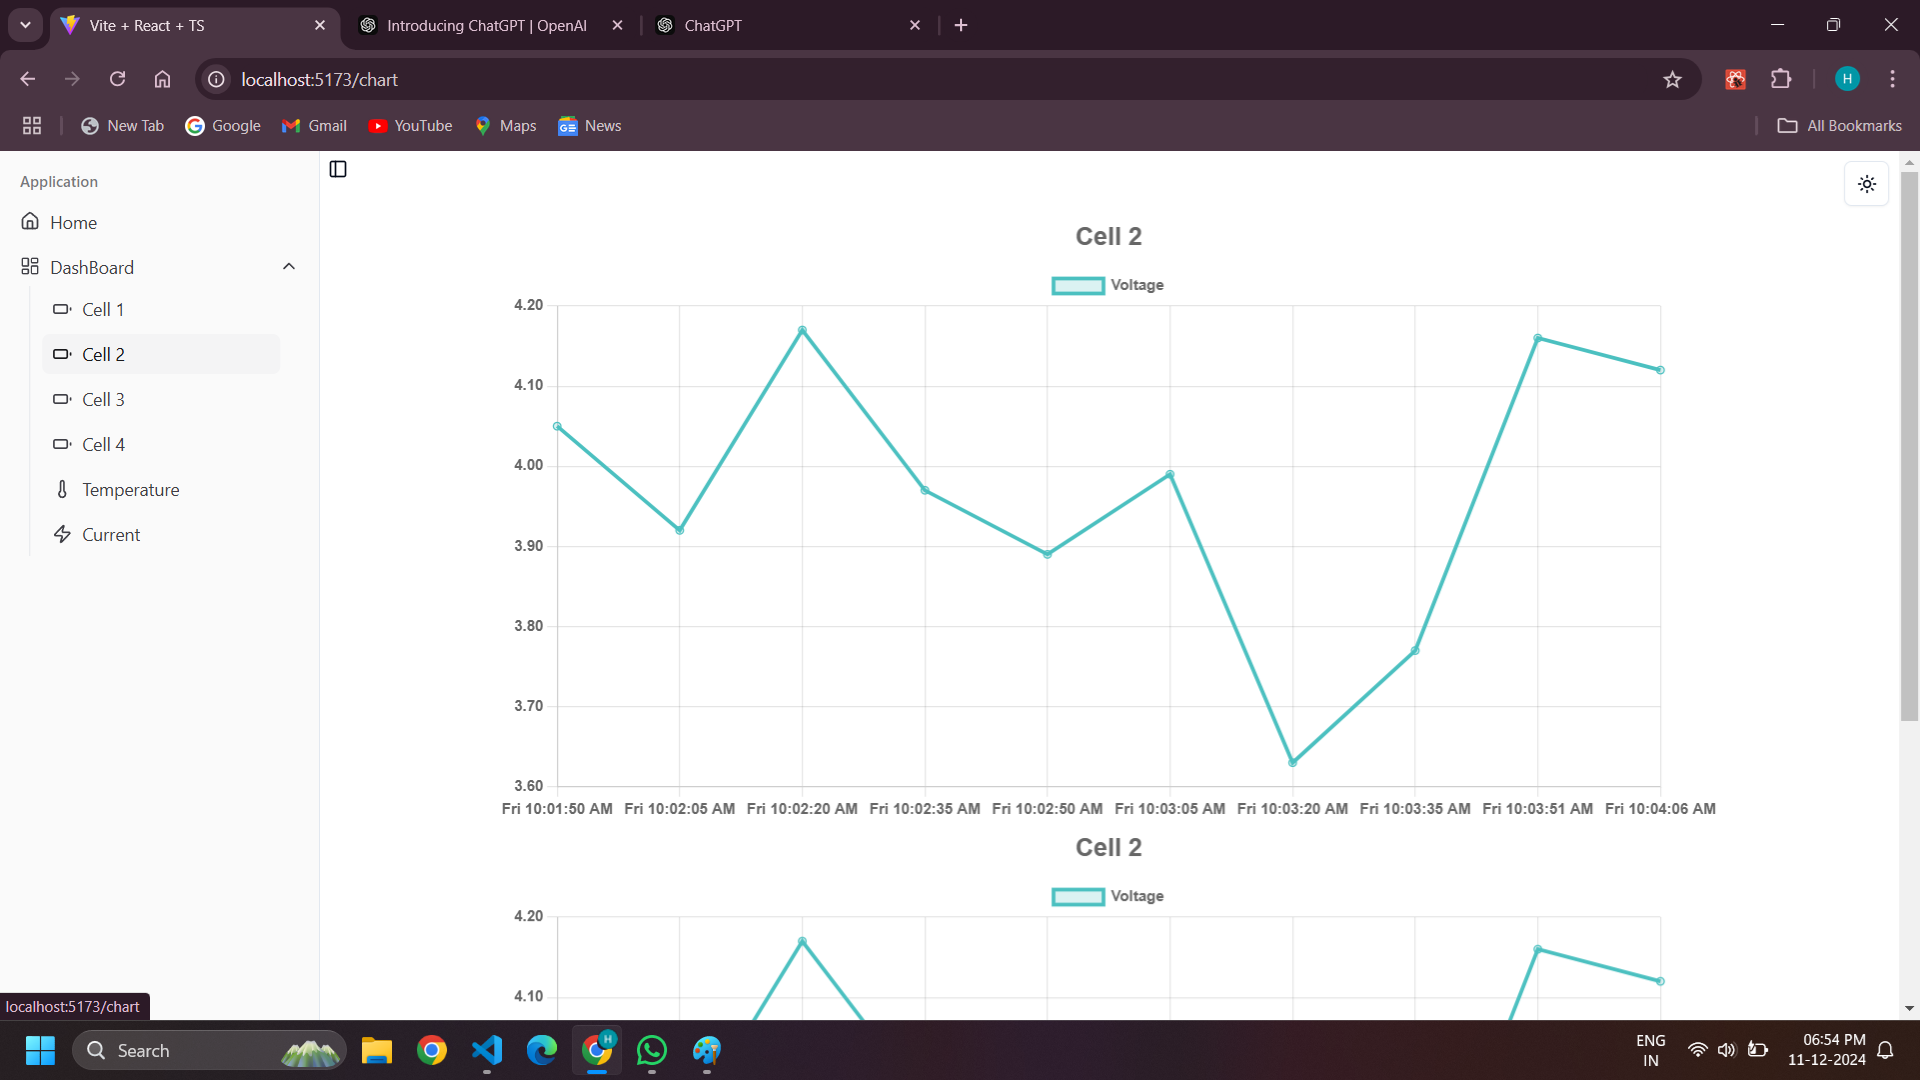 Vite + React + TS
Introducing ChatGPT | OpenAI
ChatGPT
localhost:5173/chart
H
New Tab
Google
Gmail
YouTube
Maps
News
All Bookmarks
Application
Home
DashBoard
Cell 1
Cell 2
Cell 3
Cell 4
Temperature
Current
Cell 2
Voltage
4.20
4.10
4.00
3.90
3.80
3.70
3.60
Fri 10:01:50 AM Fri 10:02:05 AM Fri 10:02:20 AM Fri 10:02:35 AM Fri 10:02:50 AM Fri 10:03:05 AM Fri 10:03:20 AM Fri 10:03:35 AM Fri 10:03:51 AM Fri 10:04:06 AM
Cell 2
Voltage
4.20
4.10
localhost:5173/chart
Search
H
ENG
IN
06:54 PM
11-12-2024